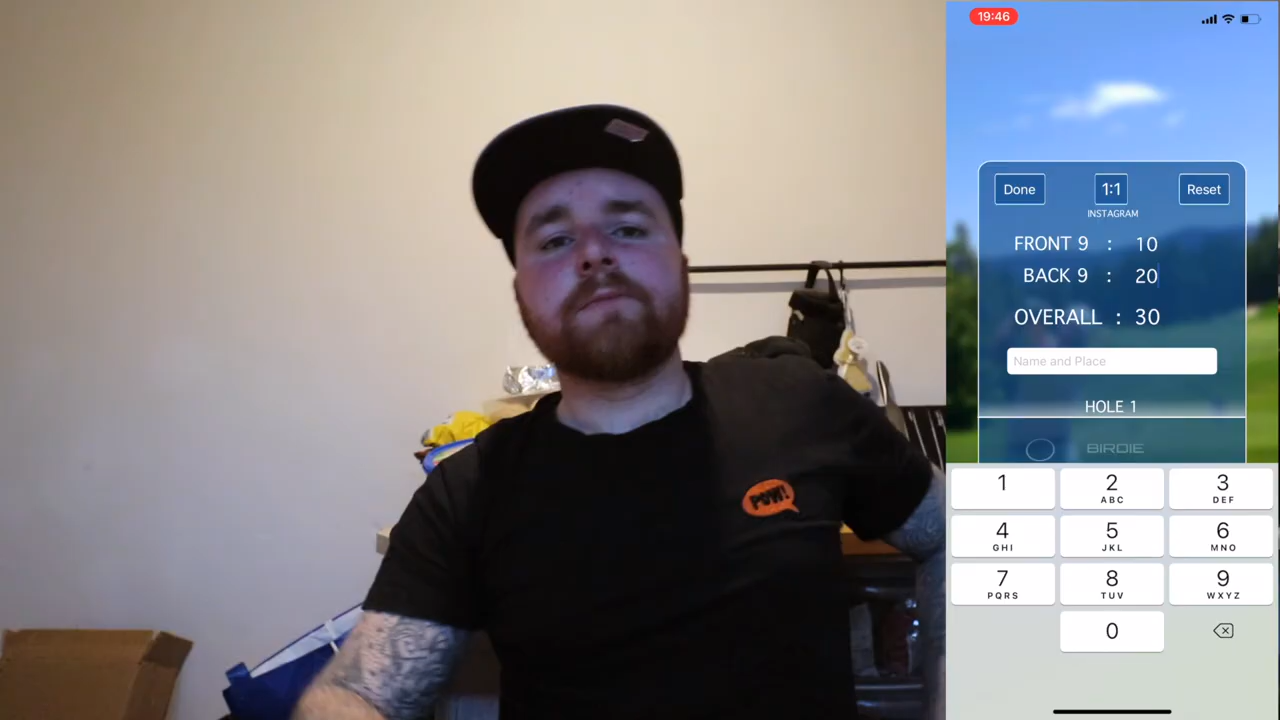 POW!
19:46
Done 1:1 Reset
INSTAGRAM
FRONT 9 : 10
BACK 9 : 20
OVERALL : 30
Name and Place
HOLE 1
BIRDIE
1 2 3
ABC DEF
4 5 6
GHI JKL MNO
7 8 9
PQRS TUV WXYZ
0